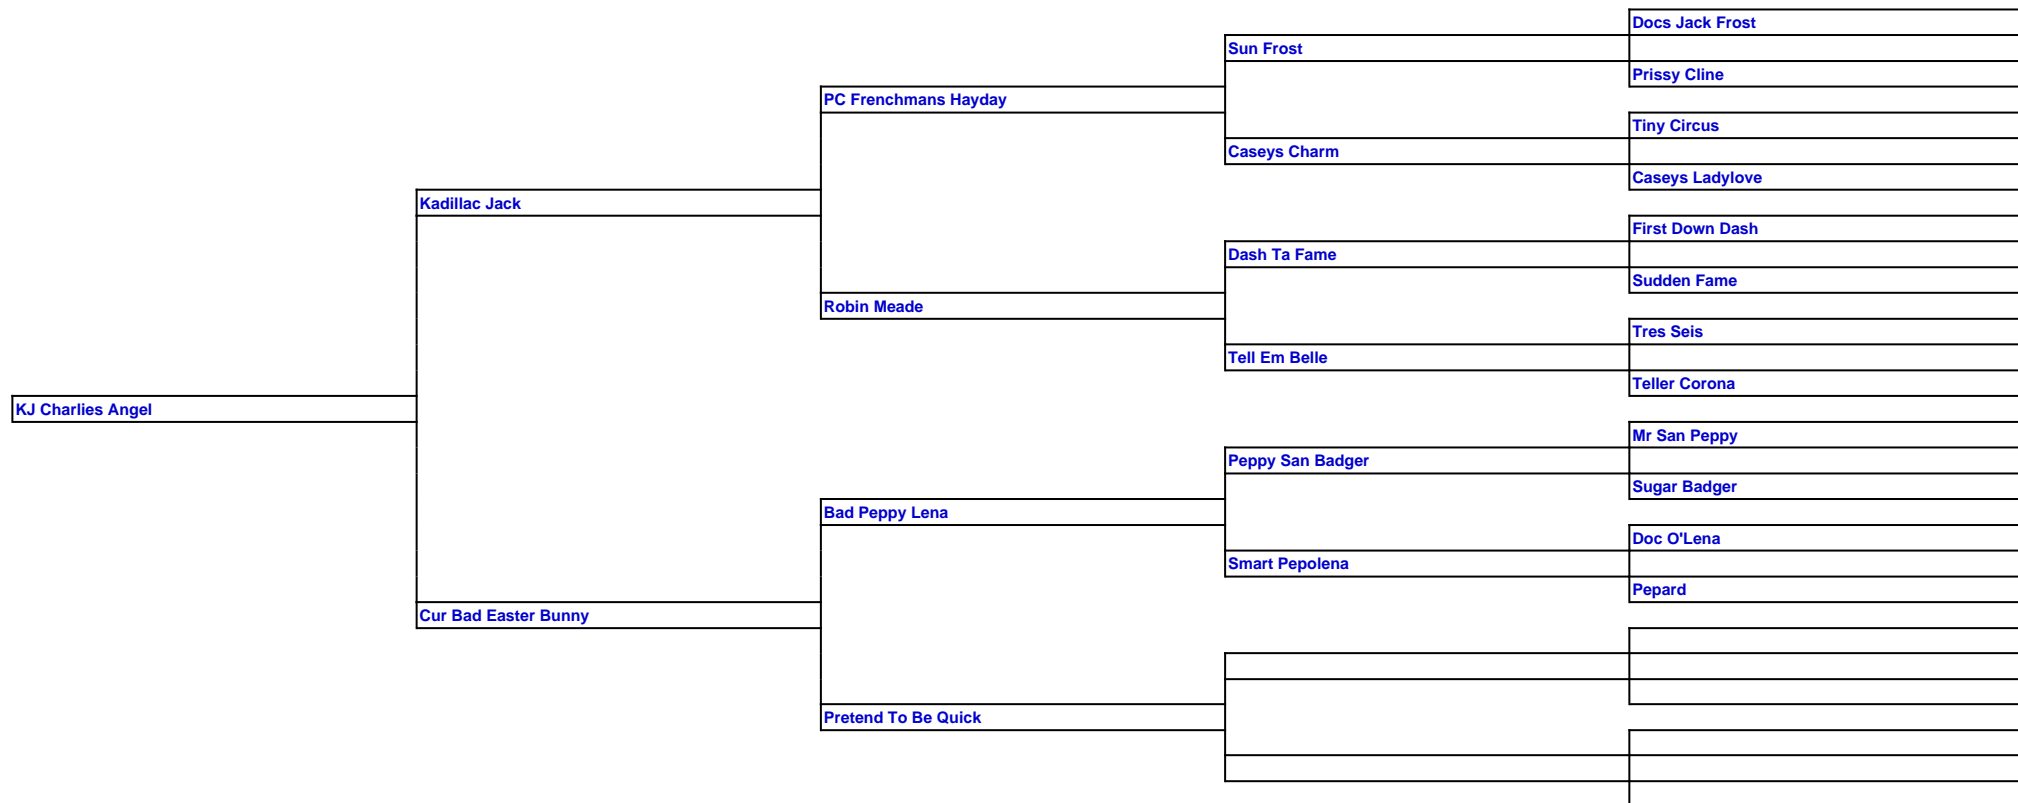 Docs Jack Frost
Sun Frost
Prissy Cline
PC Frenchmans Hayday
Tiny Circus
Caseys Charm
Caseys Ladylove
Kadillac Jack
First Down Dash
Dash Ta Fame
Sudden Fame
Robin Meade
Tres Seis
Tell Em Belle
Teller Corona
KJ Charlies Angel
Mr San Peppy
Peppy San Badger
Sugar Badger
Bad Peppy Lena
Doc O'Lena
Smart Pepolena
Pepard
Cur Bad Easter Bunny
Pretend To Be Quick